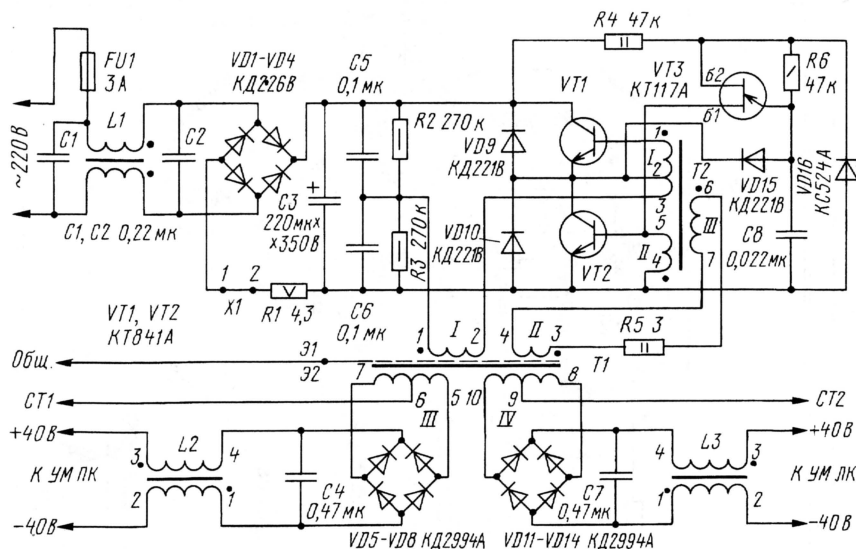 R4 47к
FU1
3А
VD1-VD4
КД226В
C5
0,1 мк
VT1
VT3
КТ117А
б2
б1
R6
47к
~220В
C1
L1
C2
R2 270 к
VD9
КД221В
1
I
2
3
T2
6
III
7
VD15
КД221В
VD16
КС524А
C3
220мк×
×350В
C1, C2 0,22 мк
R3 270 к
VD10
КД221В
5
II
4
VT2
C8
0,022мк
1 2
X1
R1 4,3
C6
0,1 мк
VT1, VT2
КТ841А
1 I 2
4 II 3
R5 3
T1
Общ.
Э1
Э2
7
6
III
5
10
9
IV
8
СТ1
СТ2
+40В
L2
3
4
К УМ ПК
2
1
-40В
C4
0,47мк
VD5-VD8 КД2994А
C7
0,47мк
VD11-VD14 КД2994А
L3
4
3
1
2
+40В
К УМ ЛК
-40В